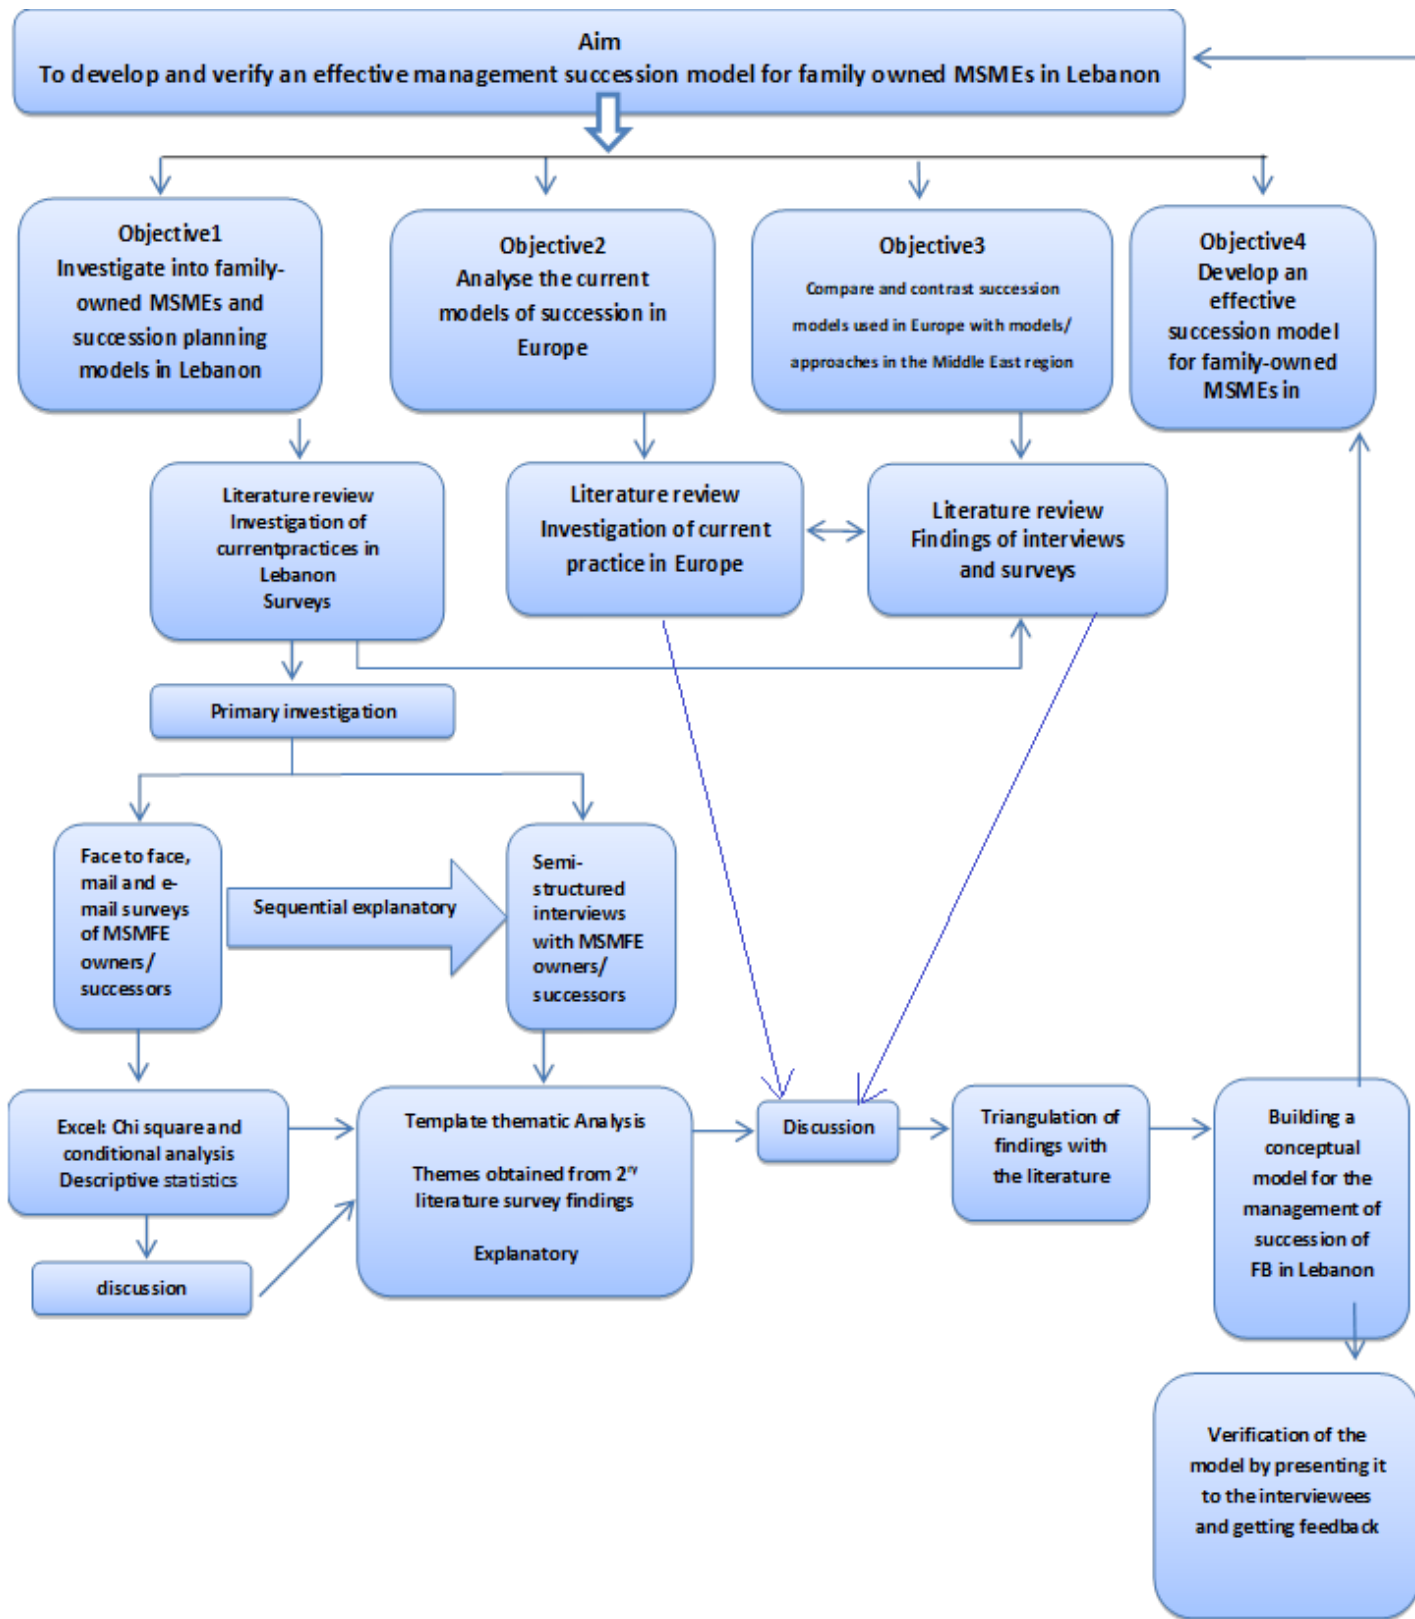 Aim
To develop and verify an effective management succession model for family owned MSMEs in Lebanon
Objective1
Investigate into family-
owned MSMEs and
succession planning
models in Lebanon
Objective2
Analyse the current
models of succession in
Europe
Objective3
Compare and contrast succession
models used in Europe with models/
approaches in the Middle East region
Objective4
Develop an
effective
succession model
for family-owned
MSMEs in
Literature review
Investigation of
currentpractices in
Lebanon
Surveys
Literature review
Investigation of current
practice in Europe
Literature review
Findings of interviews
and surveys
Primary investigation
Face to face,
mail and e-
mail surveys
of MSMFE
owners/
successors
Sequential explanatory
Semi-
structured
interviews
with MSMFE
owners/
successors
Excel: Chi square and
conditional analysis
Descriptive statistics
discussion
Template thematic Analysis
Themes obtained from 2ry
literature survey findings
Explanatory
Discussion
Triangulation of
findings with
the literature
Building a
conceptual
model for the
management of
succession of
FB in Lebanon
Verification of the
model by presenting it
to the interviewees
and getting feedback